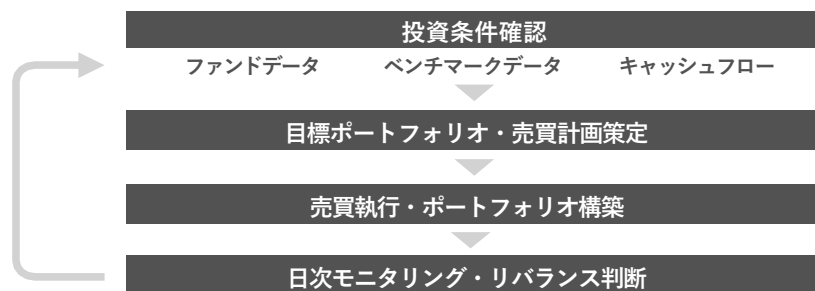 投資条件確認
ファンドデータ ベンチマークデータ キャッシュフロー
目標ポートフォリオ・売買計画策定
売買執行・ポートフォリオ構築
日次モニタリング・リバランス判断